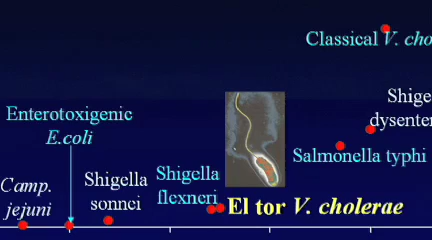 Classical V. cho
Shige
dysenter
Enterotoxigenic
E.coli
Salmonella typhi
Shigella
flexneri
Shigella
sonnei
Camp.
jejuni
El tor V. cholerae